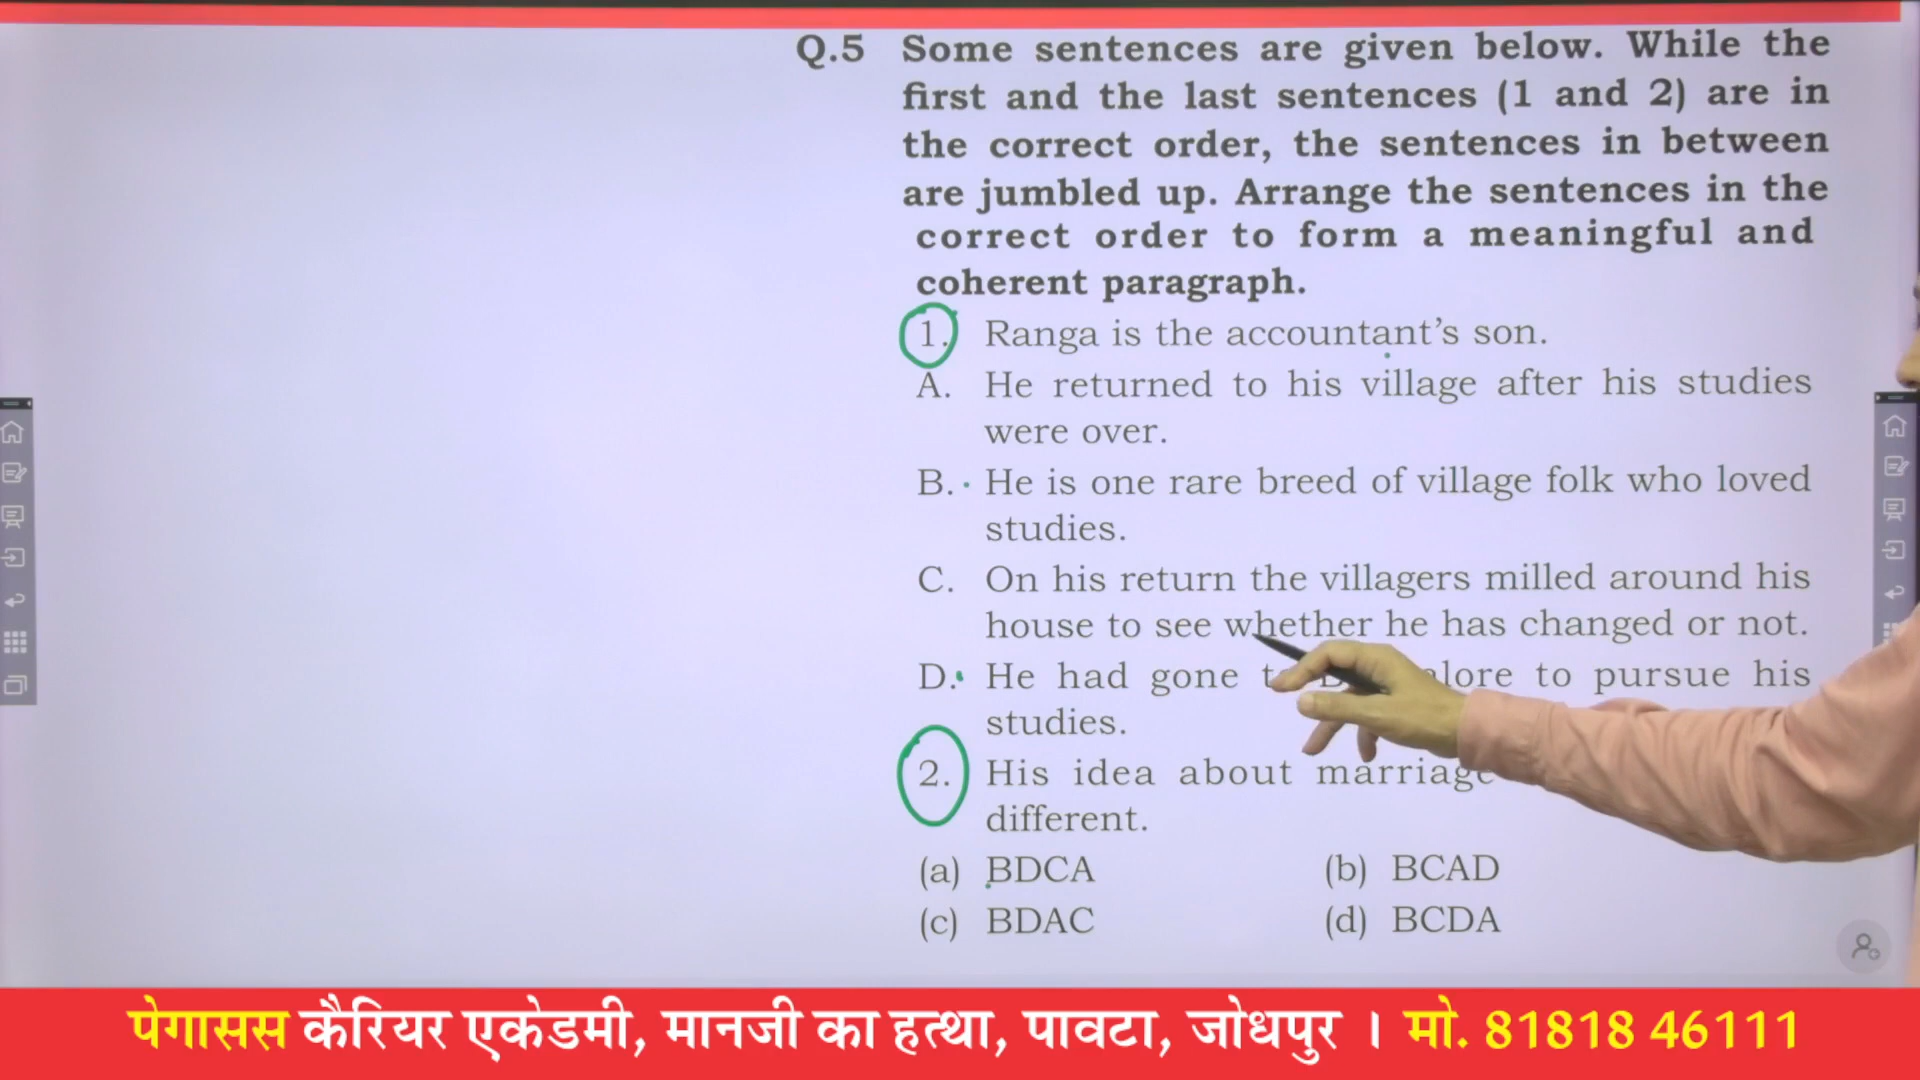 Q.5 Some sentences are given below. While the
first and the last sentences (1 and 2) are in
the correct order, the sentences in between
are jumbled up. Arrange the sentences in the
correct order to form a meaningful and
coherent paragraph.
1. Ranga is the accountant's son.
A. He returned to his village after his studies
were over.
B. He is one rare breed of village folk who loved
studies.
C. On his return the villagers milled around his
house to see whether he has changed or not.
D. He had gone to pursue his
studies.
2. His idea about marriage
different.
(a) BDCA (b) BCAD
(c) BDAC (d) BCDA
पेगासस कैरियर एकेडमी, मानजी का हत्था, पावटा, जोधपुर । मो. 81818 46111